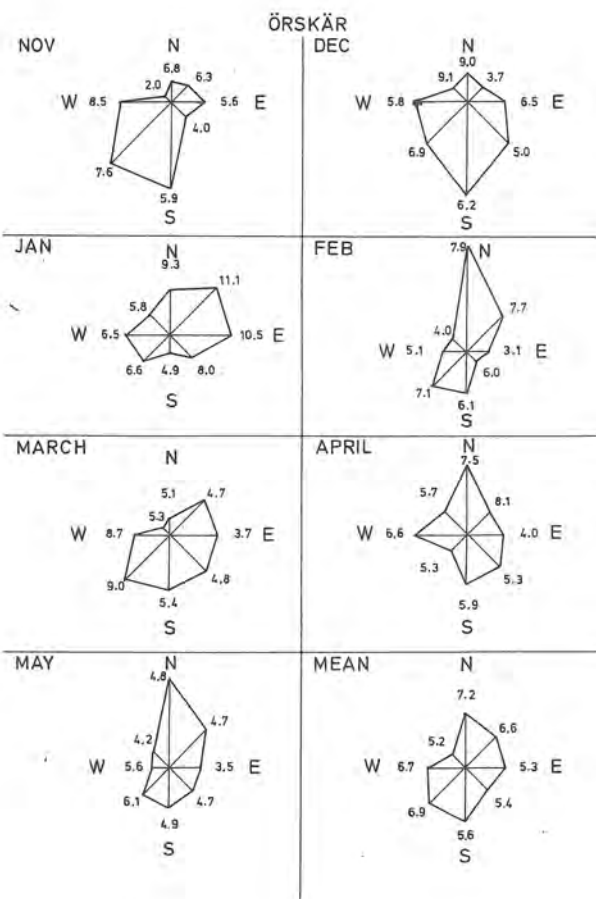 ÖRSKÄR
NOV
N
6.8
6.3
2.0
W 8.5
5.6 E
4.0
7.6
5.9
S
DEC
N
9.0
9.1
3.7
W 5.8
6.5 E
6.9
5.0
6.2
S
JAN
N
9.3
11.1
5.8
W 6.5
10.5 E
6.6
4.9
8.0
S
FEB
7.9 N
7.7
4.0
W 5.1
3.1 E
6.0
7.1
6.1
S
MARCH
N
5.1
4.7
5.3
W 8.7
3.7 E
4.8
9.0
5.4
S
APRIL
N
7.5
5.7
8.1
W 6.6
4.0 E
5.3
5.3
5.9
S
MAY
N
4.8
4.7
4.2
W 5.6
3.5 E
6.1
4.7
4.9
S
MEAN
N
7.2
6.6
5.2
W 6.7
5.3 E
5.4
6.9
5.6
S